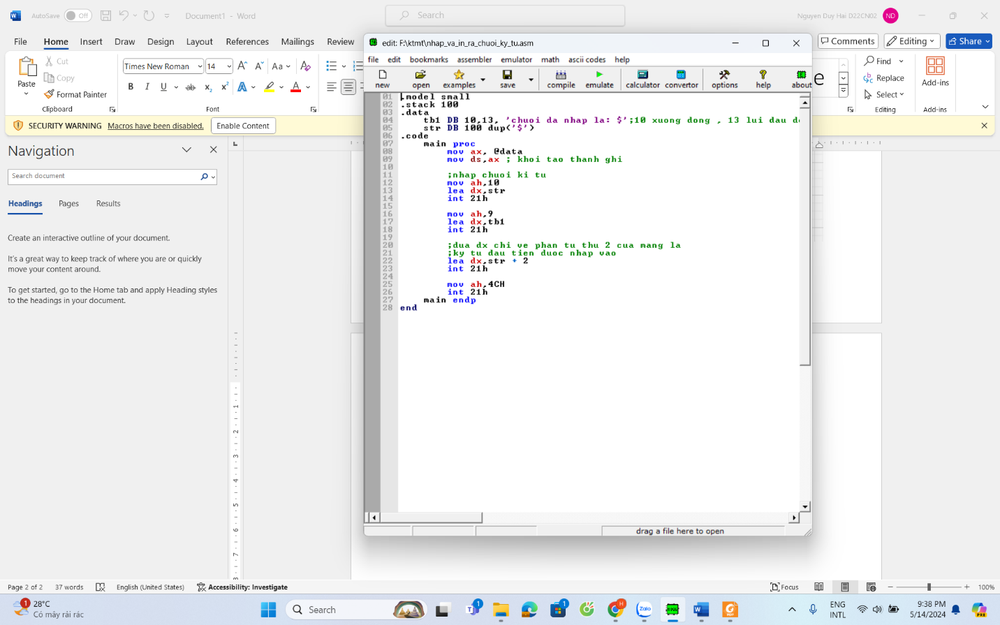 AutoSave Off Document1 - Word Search Nguyen Duy Hai D22CN02 ND
File Home Insert Draw Design Layout References Mailings Review Comments Editing Share
Paste Cut Copy Format Painter
Clipboard
Times New Roman 14 Aa
B I U ab x₂ x² A A
Font
e
Find
Replace
Select
Editing
Add-ins
Add-ins
SECURITY WARNING Macros have been disabled. Enable Content
Navigation
Search document
Headings Pages Results
Create an interactive outline of your document.
It's a great way to keep track of where you are or quickly
move your content around.
To get started, go to the Home tab and apply Heading styles
to the headings in your document.
edit: F:\ktmt\nhap_va_in_ra_chuoi_ky_tu.asm
file edit bookmarks assembler emulator math ascii codes help
new open examples save compile emulate calculator convertor options help about
01 .model small
02 .stack 100
03 .data
04 tb1 DB 10,13, 'chuoi da nhap la: $';10 xuong dong , 13 lui dau d
05 str DB 100 dup('$')
06 .code
07 main proc
08 mov ax, @data
09 mov ds,ax ; khoi tao thanh ghi
10
11 ;nhap chuoi ki tu
12 mov ah,10
13 lea dx,str
14 int 21h
15
16 mov ah,9
17 lea dx,tb1
18 int 21h
19
20 ;dua dx chi ve phan tu thu 2 cua mang la
21 ;ky tu dau tien duoc nhap vao
22 lea dx,str + 2
23 int 21h
24
25 mov ah,4CH
26 int 21h
27 main endp
28 end
drag a file here to open
Page 2 of 2 37 words English (United States) Accessibility: Investigate Focus 100%
1 28°C
Có mây rải rác
Search
1
1
H
Zalo
ENG
INTL
9:38 PM
5/14/2024
PRE